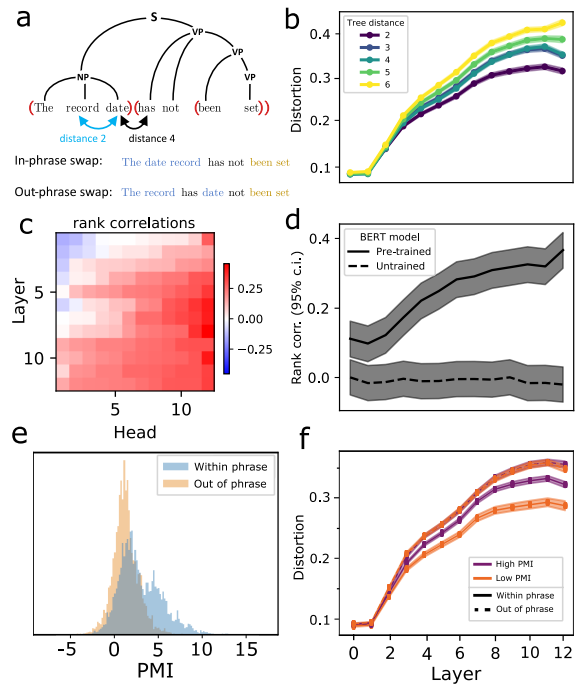 a
S
VP
NP
VP
VP
(The record date)(has not (been set))
distance 2 distance 4
In-phrase swap: The date record has not been set
Out-phrase swap: The record has date not been set
b
Tree distance
2
3
4
5
6
0.4
0.3
0.2
0.1
Distortion
c
rank correlations
5
10
Layer
5 10
Head
0.25
0.00
−0.25
d
BERT model
Pre-trained
Untrained
0.4
0.2
0.0
Rank corr. (95% c.i.)
e
Within phrase
Out of phrase
−5 0 5 10 15
PMI
f
0.3
0.2
0.1
Distortion
High PMI
Low PMI
Within phrase
Out of phrase
0 2 4 6 8 10 12
Layer